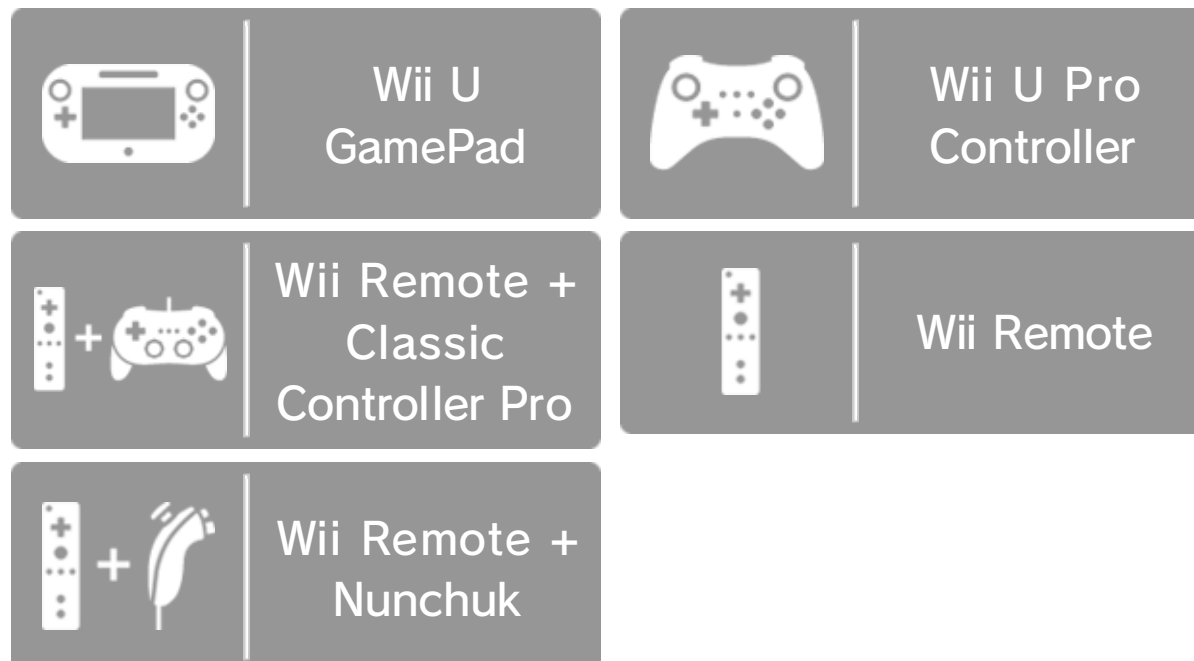 Wii U
GamePad
Wii U Pro
Controller
Wii Remote +
Classic
Controller Pro
Wii Remote
Wii Remote +
Nunchuk